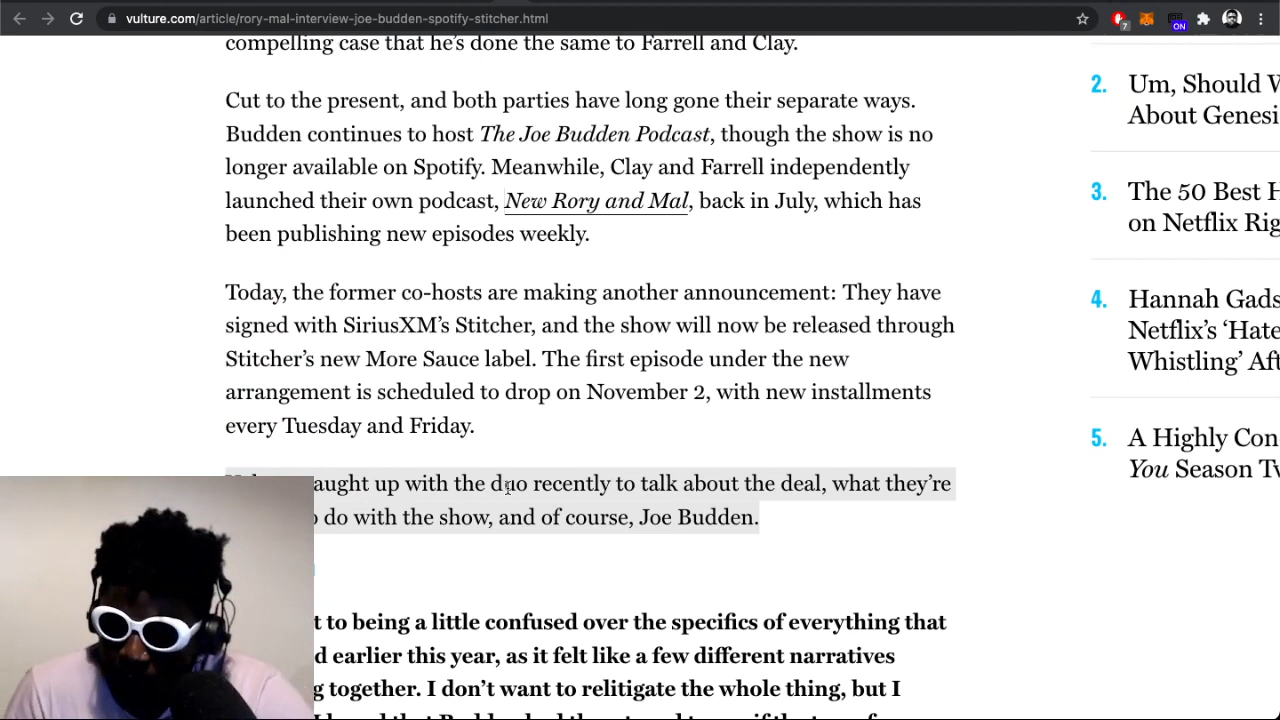 vulture.com/article/rory-mal-interview-joe-budden-spotify-stitcher.html
7
ON
compelling case that he's done the same to Farrell and Clay.
Cut to the present, and both parties have long gone their separate ways.
Budden continues to host The Joe Budden Podcast, though the show is no
longer available on Spotify. Meanwhile, Clay and Farrell independently
launched their own podcast, New Rory and Mal, back in July, which has
been publishing new episodes weekly.
Today, the former co-hosts are making another announcement: They have
signed with SiriusXM's Stitcher, and the show will now be released through
Stitcher's new More Sauce label. The first episode under the new
arrangement is scheduled to drop on November 2, with new installments
every Tuesday and Friday.
aught up with the duo recently to talk about the deal, what they're
do with the show, and of course, Joe Budden.
t to being a little confused over the specifics of everything that
d earlier this year, as it felt like a few different narratives
g together. I don't want to relitigate the whole thing, but I
2. Um, Should W
About Genesi
3. The 50 Best H
on Netflix Rig
4. Hannah Gads
Netflix's 'Hate
Whistling' Aft
5. A Highly Con
You Season Tw